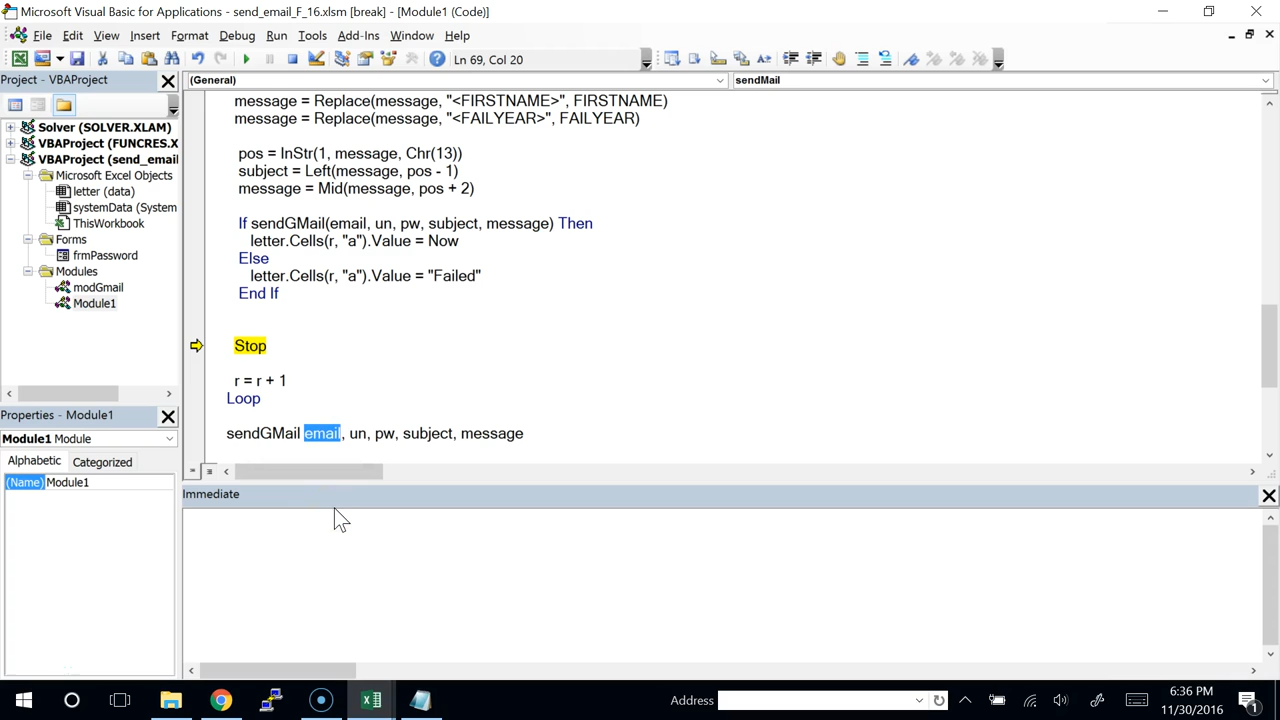 Microsoft Visual Basic for Applications - send_email_F_16.xlsm [break] - [Module1 (Code)]
File Edit View Insert Format Debug Run Tools Add-Ins Window Help
Ln 69, Col 20
Project - VBAProject
(General) sendMail
Solver (SOLVER.XLAM)
VBAProject (FUNCRES.X
VBAProject (send_email
Microsoft Excel Objects
letter (data)
systemData (System
ThisWorkbook
Forms
frmPassword
Modules
modGmail
Module1
message = Replace(message, "<FIRSTNAME>", FIRSTNAME)
message = Replace(message, "<FAILYEAR>", FAILYEAR)
pos = InStr(1, message, Chr(13))
subject = Left(message, pos - 1)
message = Mid(message, pos + 2)
If sendGMail(email, un, pw, subject, message) Then
letter.Cells(r, "a").Value = Now
Else
letter.Cells(r, "a").Value = "Failed"
End If
Stop
r = r + 1
Loop
sendGMail email, un, pw, subject, message
Properties - Module1
Module1 Module
Alphabetic Categorized
(Name) Module1
Immediate
Address
6:36 PM
11/30/2016
1